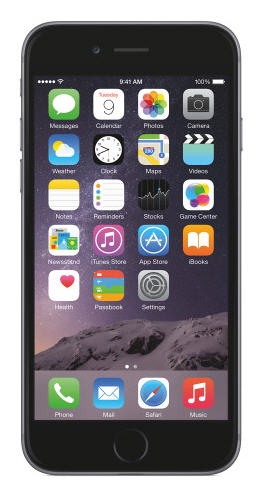 9:41 AM 100%
Tuesday
9
280
Messages Calendar Photos Camera
Weather Clock Maps Videos
Notes Reminders Stocks Game Center
Newsstand iTunes Store App Store iBooks
Health Passbook Settings
Phone Mail Safari Music